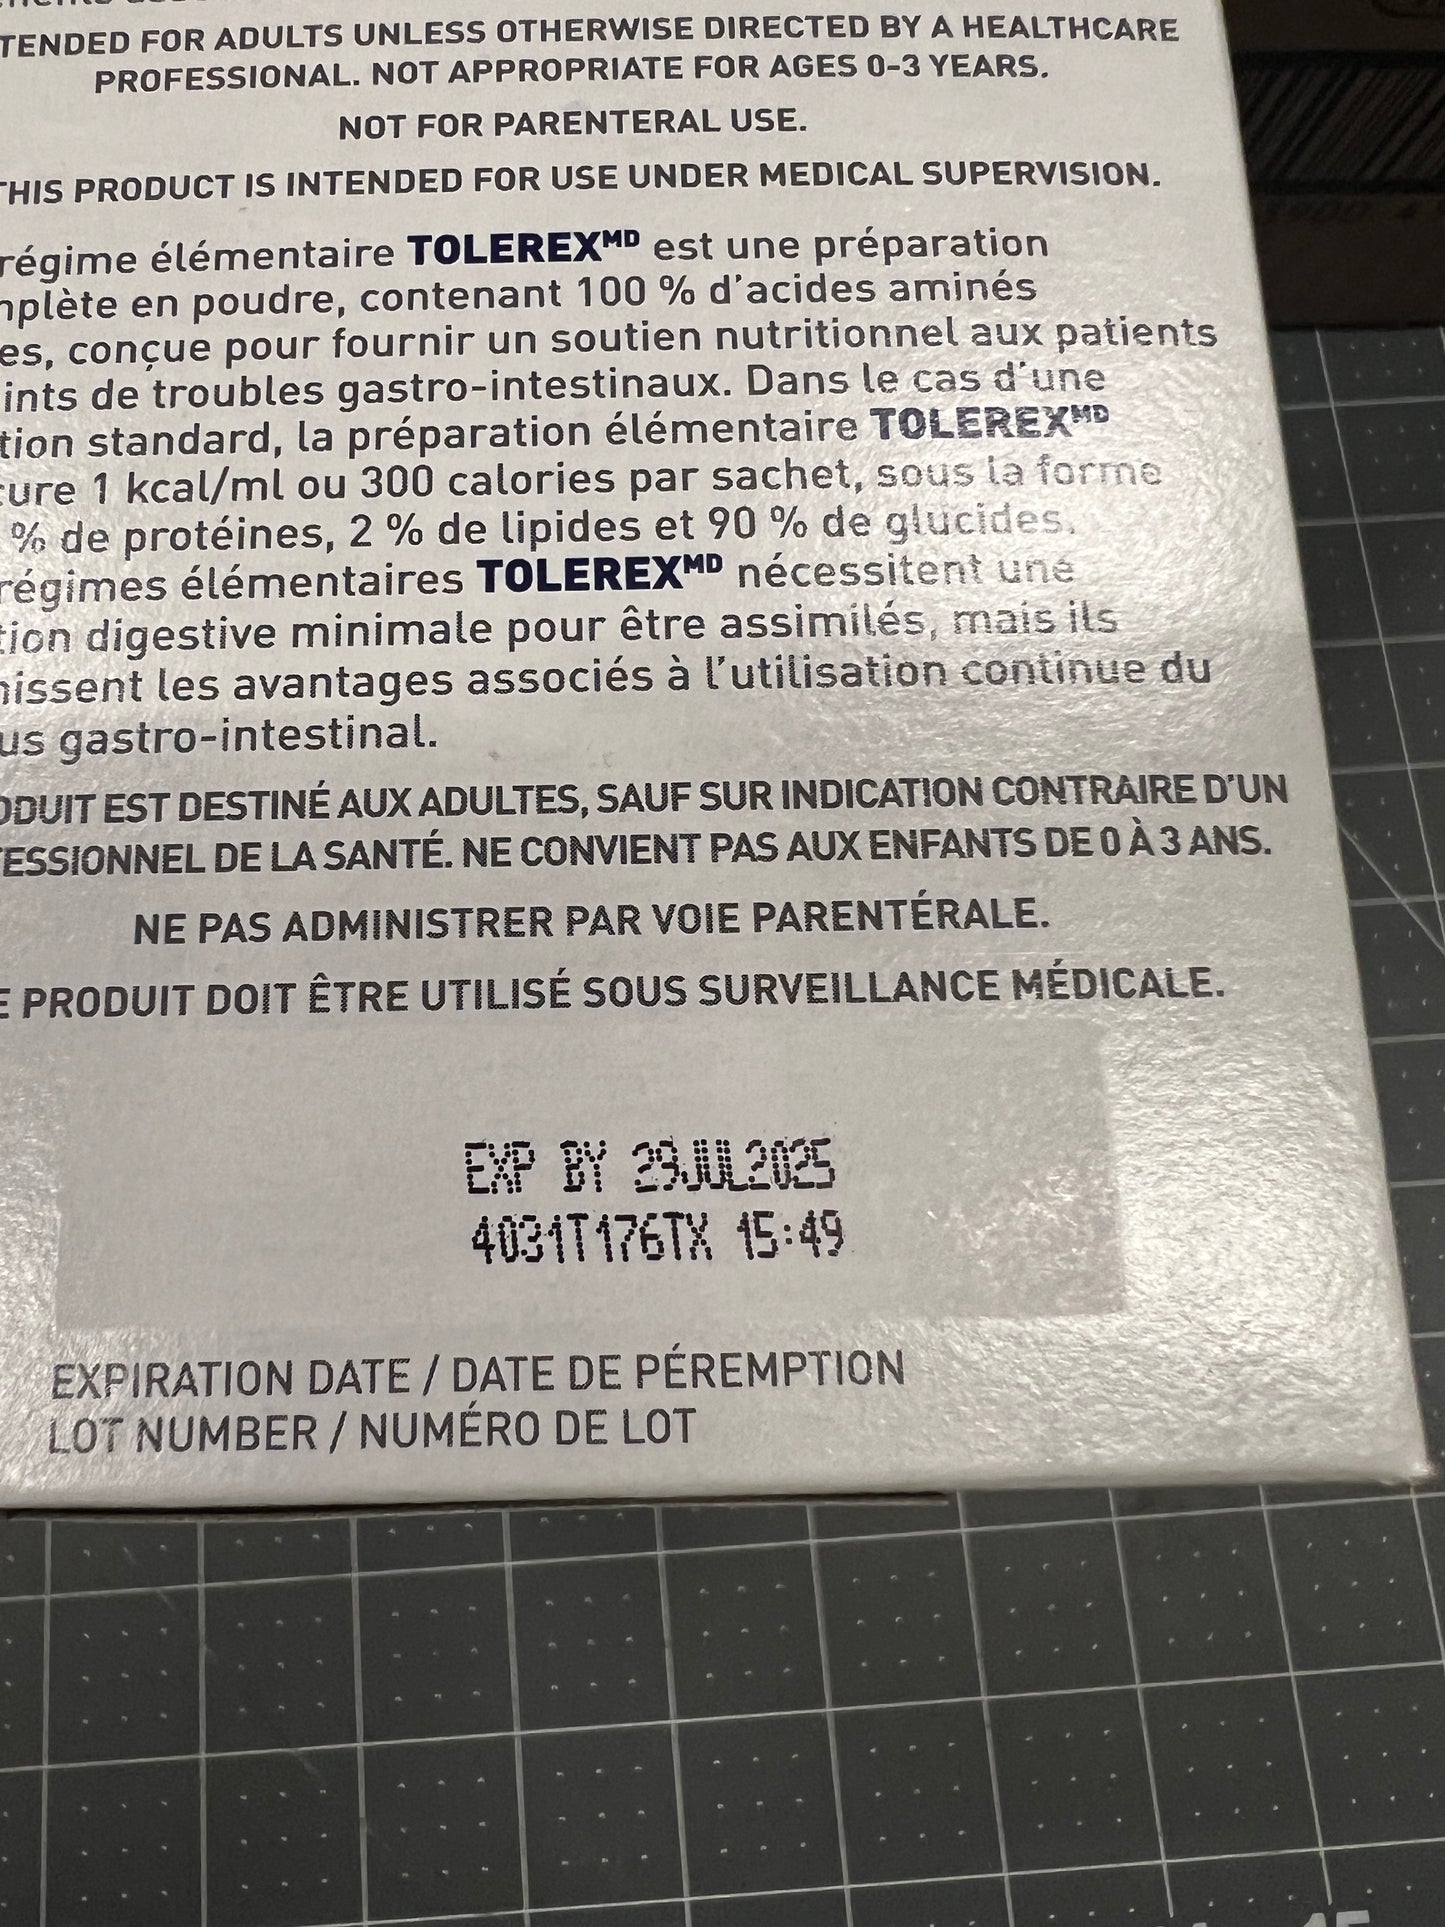 TENDED FOR ADULTS UNLESS OTHERWISE DIRECTED BY A HEALTHCARE
PROFESSIONAL. NOT APPROPRIATE FOR AGES 0-3 YEARS.
NOT FOR PARENTERAL USE.
THIS PRODUCT IS INTENDED FOR USE UNDER MEDICAL SUPERVISION.
régime élémentaire TOLEREXMD est une préparation
mplète en poudre, contenant 100 % d'acides aminés
es, conçue pour fournir un soutien nutritionnel aux patients
ints de troubles gastro-intestinaux. Dans le cas d'une
tion standard, la préparation élémentaire TOLEREXMD
cure 1 kcal/ml ou 300 calories par sachet, sous la forme
% de protéines, 2 % de lipides et 90 % de glucides.
régimes élémentaires TOLEREXMD nécessitent une
tion digestive minimale pour être assimilés, mais ils
nissent les avantages associés à l'utilisation continue du
us gastro-intestinal.
ODUIT EST DESTINÉ AUX ADULTES, SAUF SUR INDICATION CONTRAIRE D'UN
FESSIONNEL DE LA SANTÉ. NE CONVIENT PAS AUX ENFANTS DE 0 À 3 ANS.
NE PAS ADMINISTRER PAR VOIE PARENTÉRALE.
E PRODUIT DOIT ÊTRE UTILISÉ SOUS SURVEILLANCE MÉDICALE.
EXP BY 29JUL2025
4031T176TX 15:49
EXPIRATION DATE / DATE DE PÉREMPTION
LOT NUMBER / NUMÉRO DE LOT